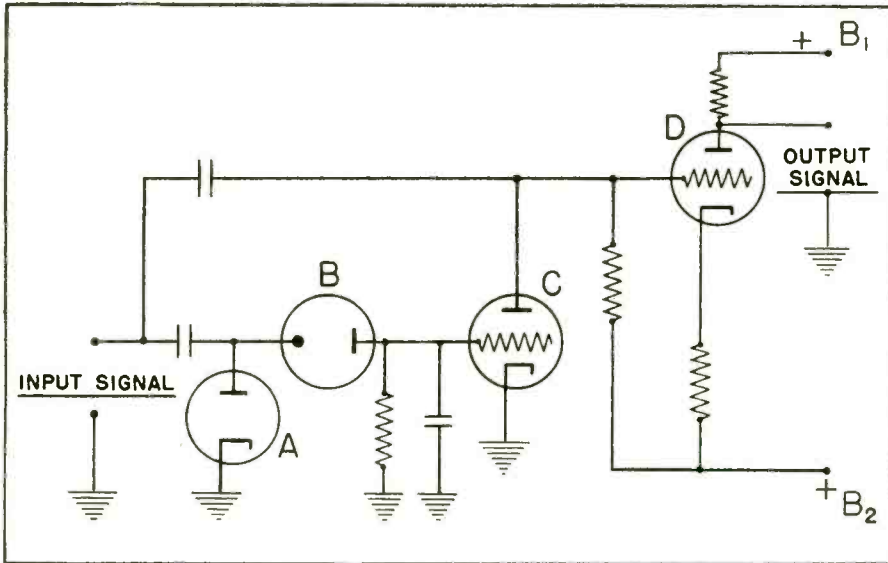 + B₁
D
OUTPUT
SIGNAL
B
C
INPUT SIGNAL
A
+ B₂